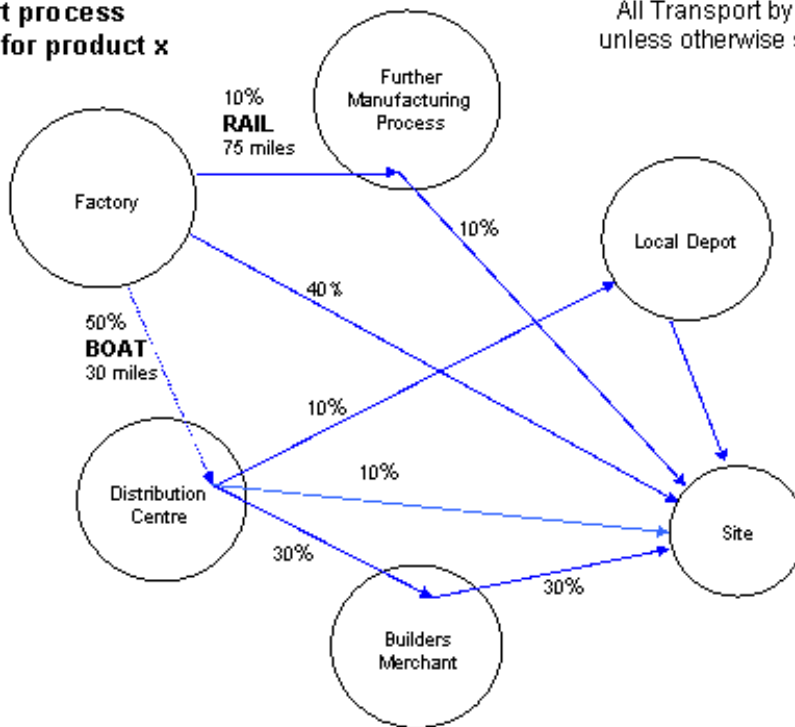 t process
for product x
All Transport by
unless otherwise s
Further
Manufacturing
Process
10%
RAIL
75 miles
Factory
Local Depot
10%
40%
50%
BOAT
30 miles
10%
10%
Distribution
Centre
Site
30%
30%
Builders
Merchant